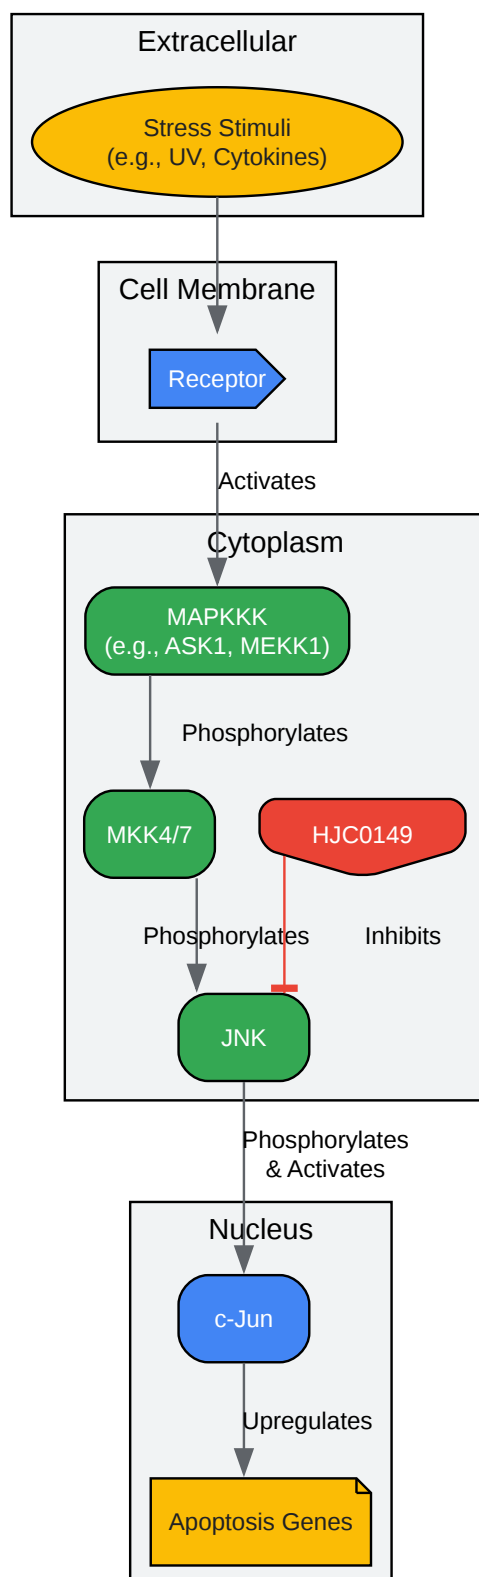 Extracellular
Stress Stimuli
(e.g., UV, Cytokines)
Cell Membrane
Receptor
Activates
Cytoplasm
MAPKKK
(e.g., ASK1, MEKK1)
Phosphorylates
MKK4/7
HJC0149
Phosphorylates
Inhibits
JNK
Phosphorylates
& Activates
Nucleus
c-Jun
Upregulates
Apoptosis Genes